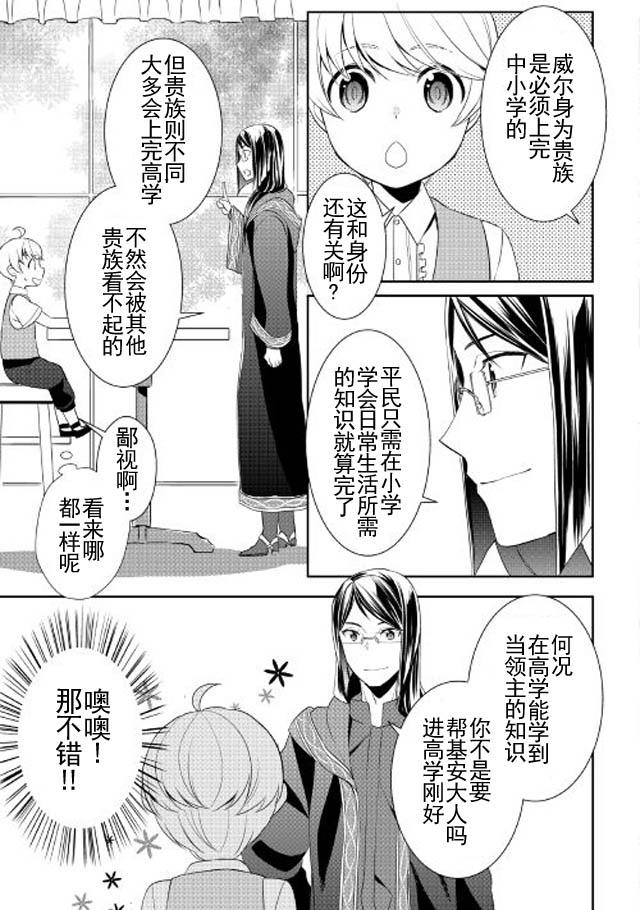 威尔身为贵族
是必须上完
中小学的
这和身份
还有关啊?
平民只需在小学
学会日常生活所需
的知识就算完了
但贵族则不同
大多会上完高学
不然会被其他
贵族看不起的
鄙视啊…
看来哪
都一样呢
何况
在高学能学到
当领主的知识
你不是要
帮基安大人吗
进高学刚好
噢噢!
那不错!!